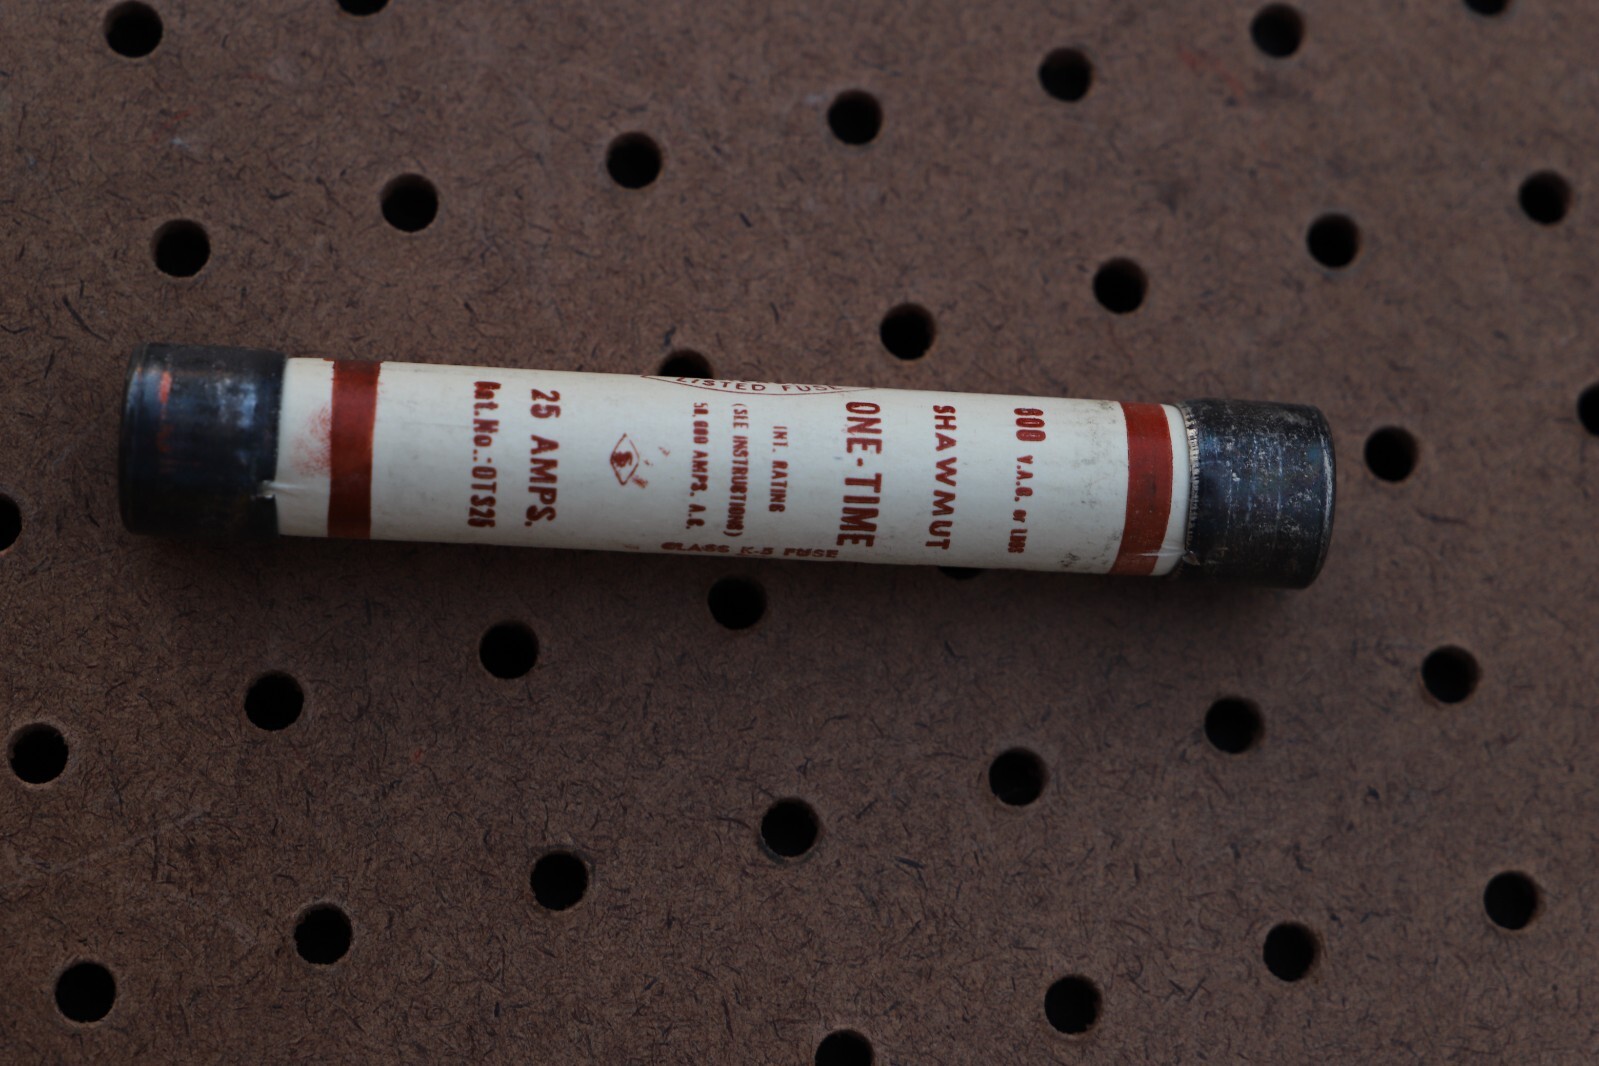 600 V.A.C. or LESS
SHAWMUT
ONE-TIME
INT. RATING
(SEE INSTRUCTIONS)
50,000 AMPS. A.C.
25 AMPS.
Cat.No.:OTS25
LISTED FUSE
CLASS K-5 FUSE